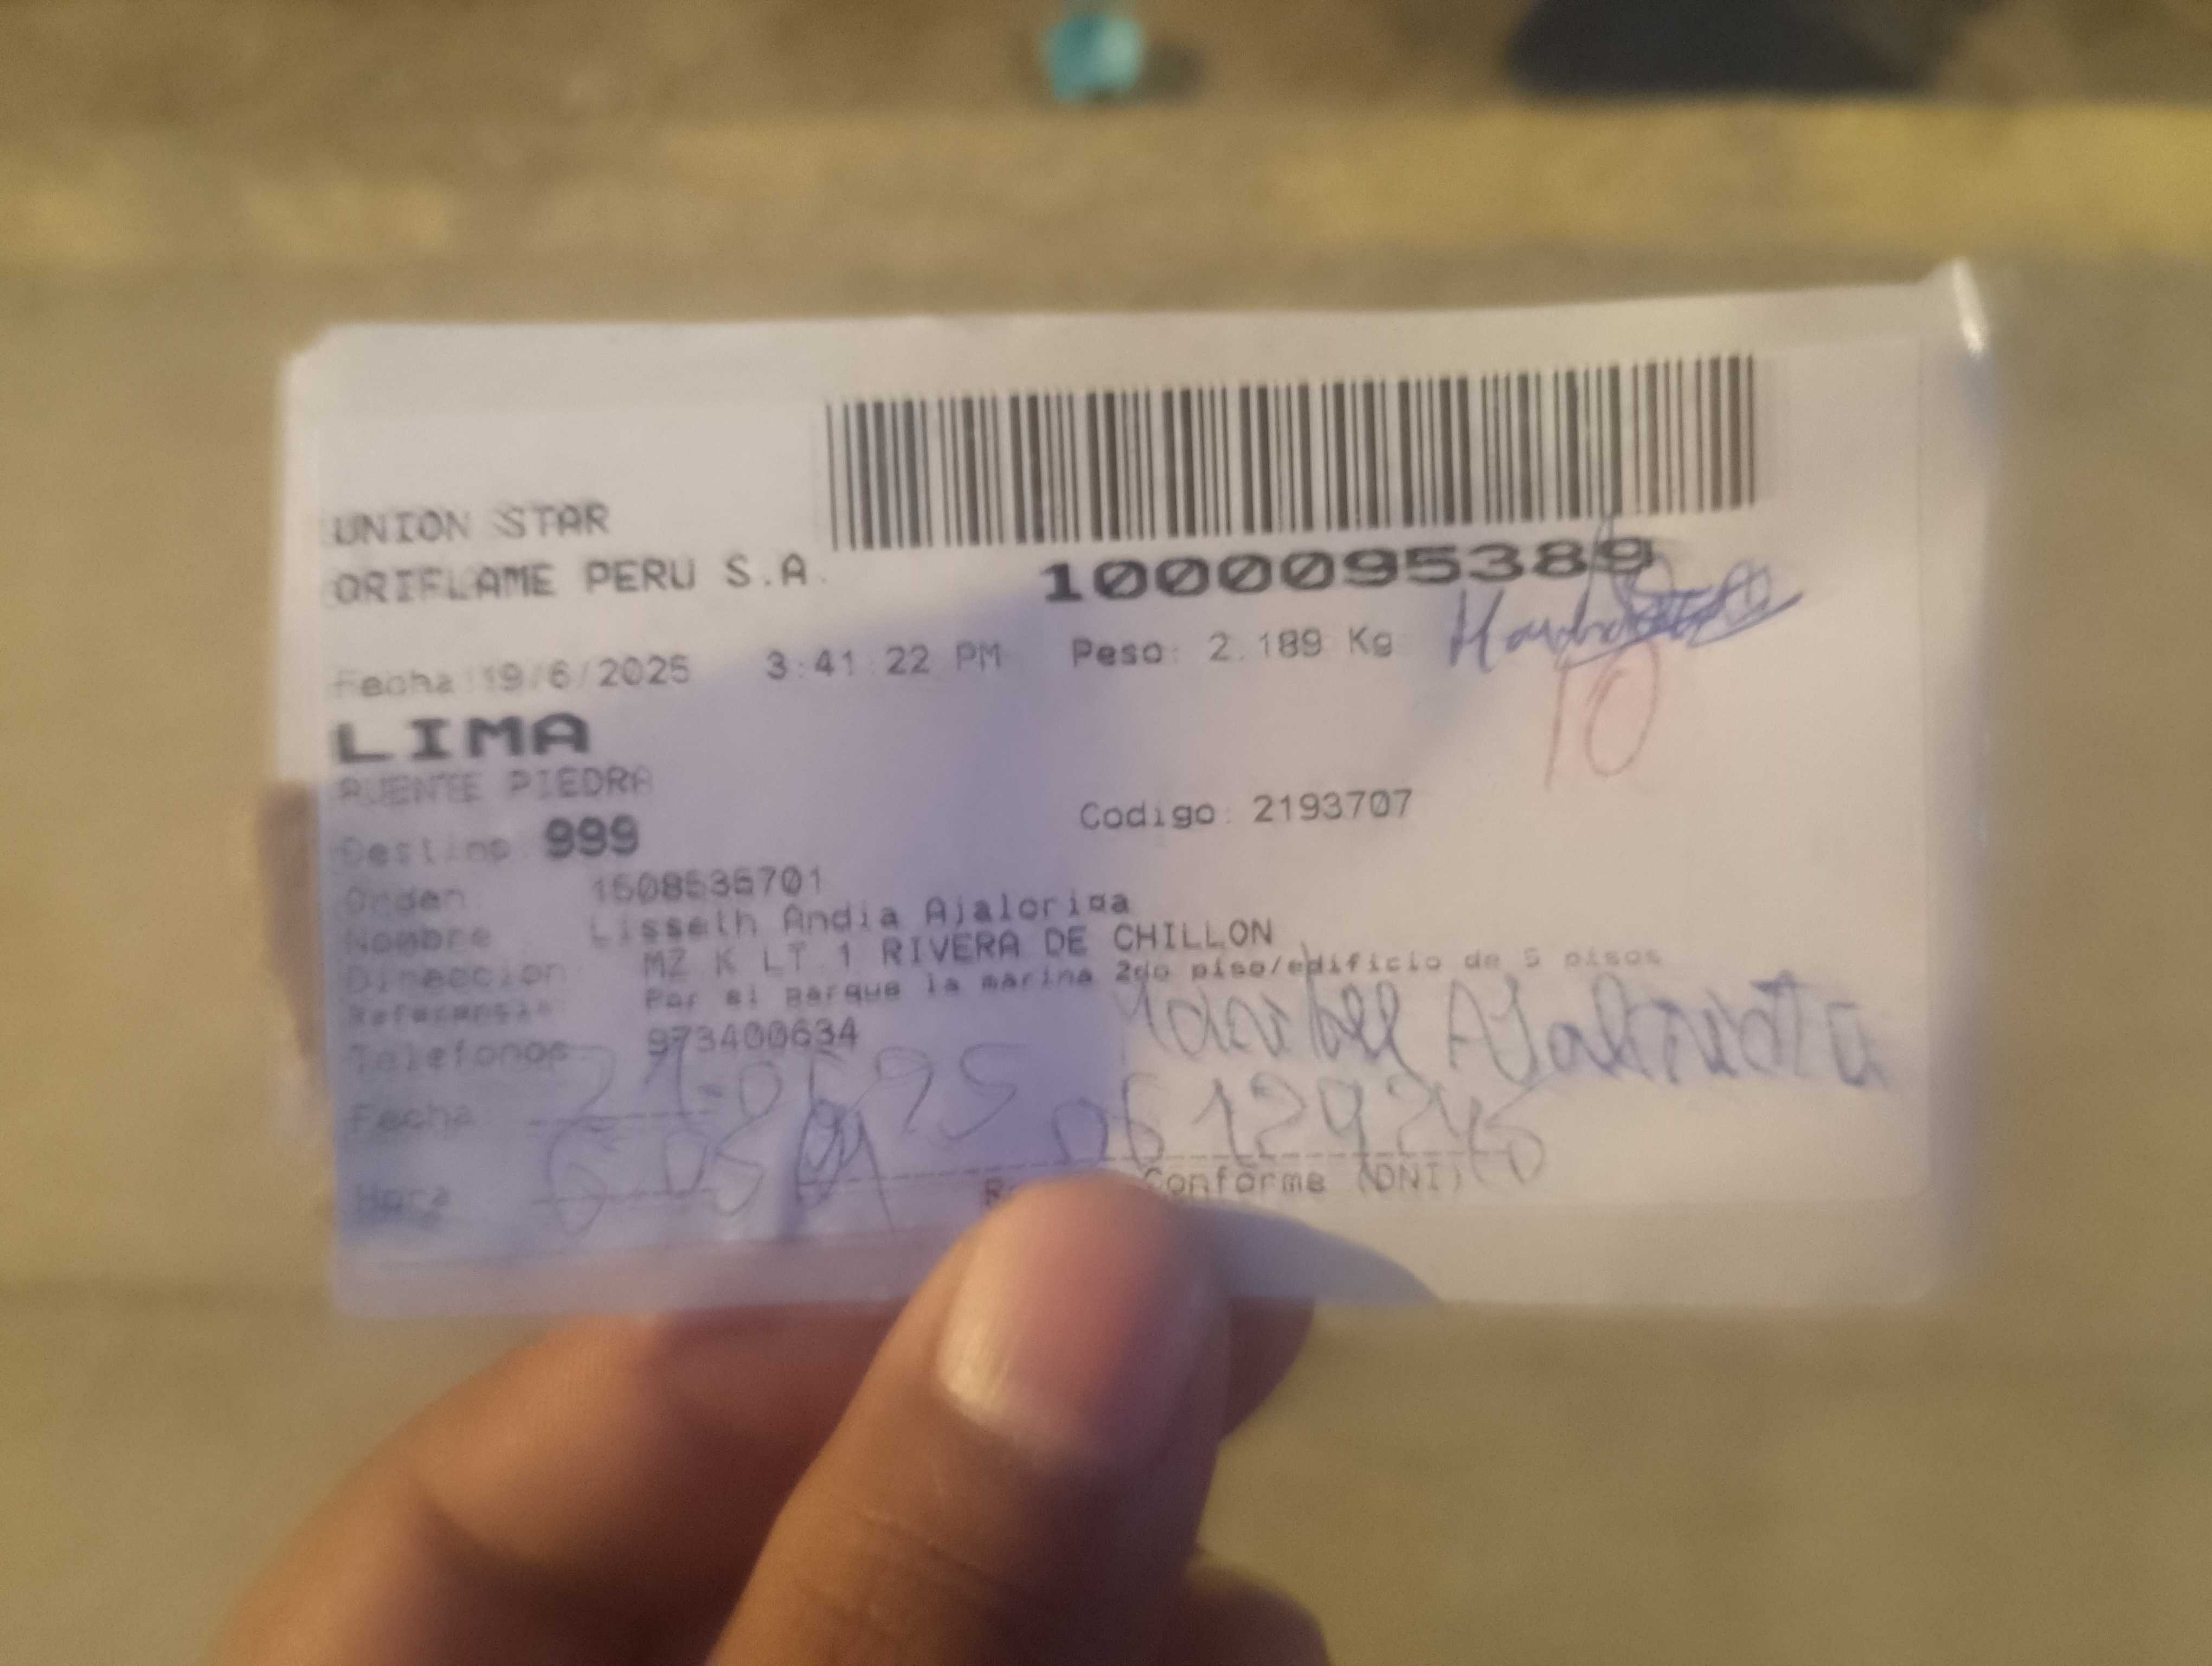 UNION STAR
ORIFLAME PERU S.A.
1000095389
Fecha: 19/6/2025 3:41:22 PM Peso: 2.189 Kg
10
LIMA
PUENTE PIEDRA
Codigo: 2193707
Destino: 999
Orden: 1508536701
Nombre Lisseth Andia Ajaloriga
Direccion: MZ K LT 1 RIVERA DE CHILLON
Referencia: Por el parque la marina 2do piso/edificio de 5 pisos
Telefonos: 973400634
Fecha:
Hora Conforme (DNI)